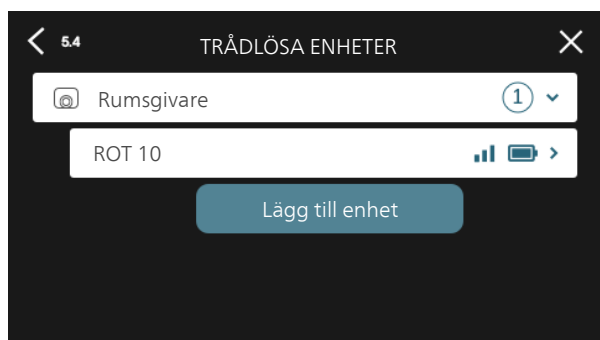 5.4 TRÅDLÖSA ENHETER
Rumsgivare 1
ROT 10
Lägg till enhet